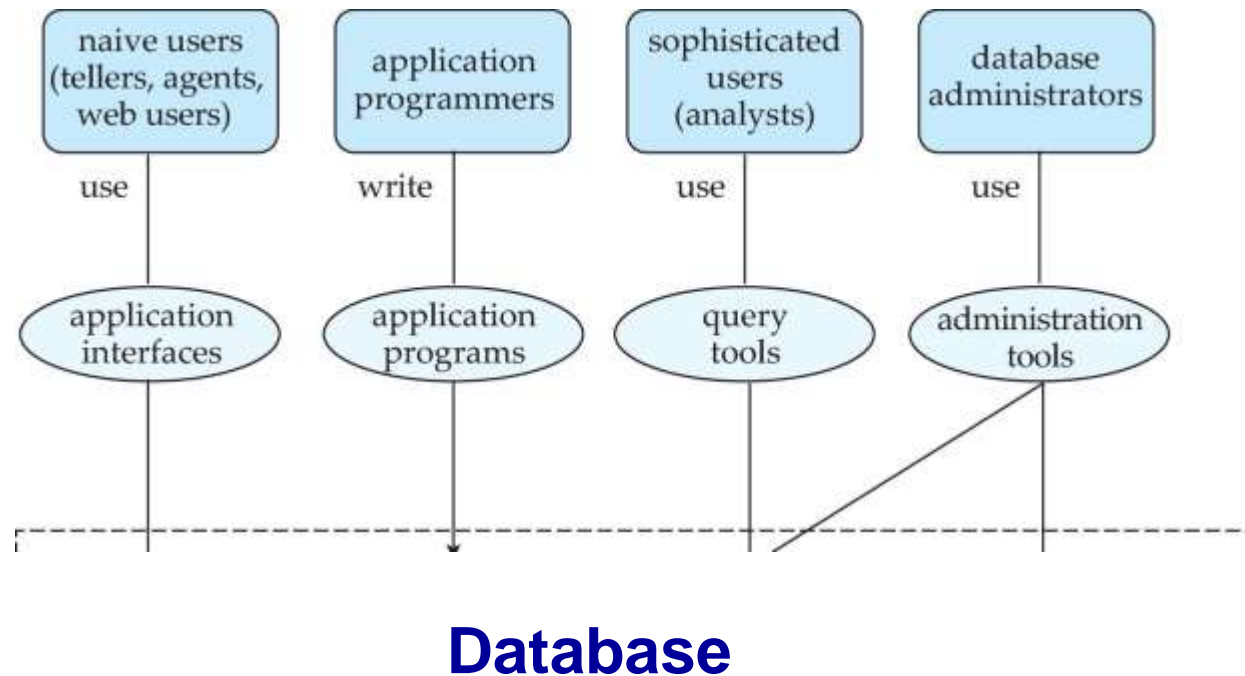 naive users
(tellers, agents,
web users)
application
programmers
sophisticated
users
(analysts)
database
administrators
use
write
use
use
application
interfaces
application
programs
query
tools
administration
tools
Database